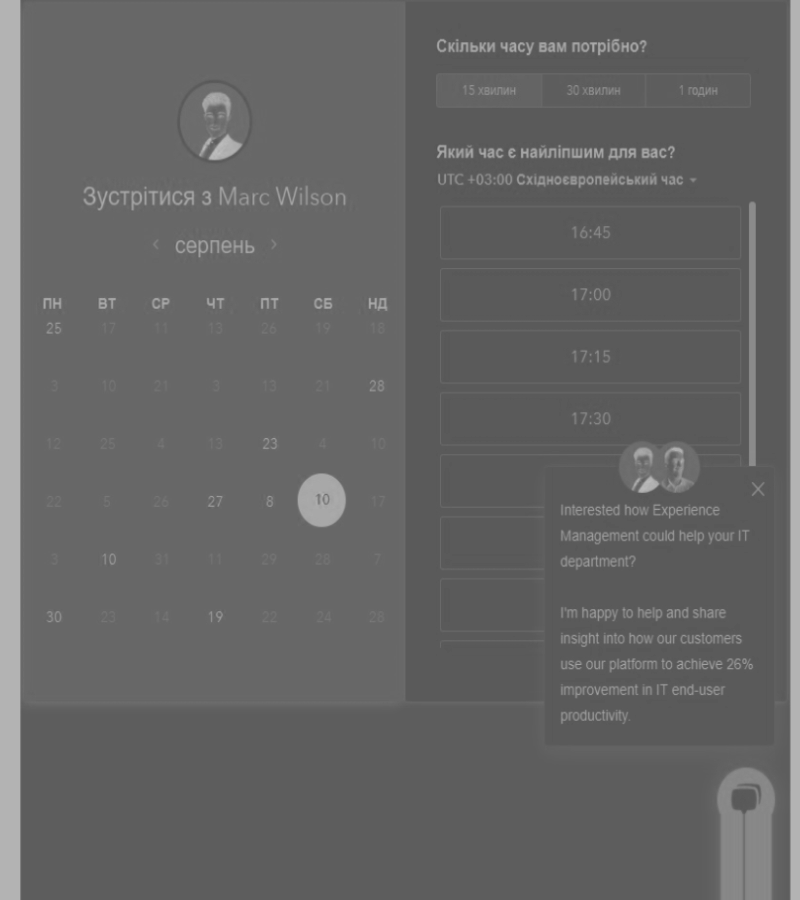 Зустрітися з Marc Wilson
серпень
ПН ВТ СР ЧТ ПТ СБ НД
25 17 11 13 26 19 18
3 10 21 3 13 21 28
12 25 4 13 23 4 10
22 5 26 27 8 10 17
3 10 31 11 29 28 7
30 23 14 19 22 24 28
Скільки часу вам потрібно?
15 хвилин 30 хвилин 1 годин
Який час є найліпшим для вас?
UTC +03:00 Східноєвропейський час
16:45
17:00
17:15
17:30
Interested how Experience
Management could help your IT
department?
I'm happy to help and share
insight into how our customers
use our platform to achieve 26%
improvement in IT end-user
productivity.